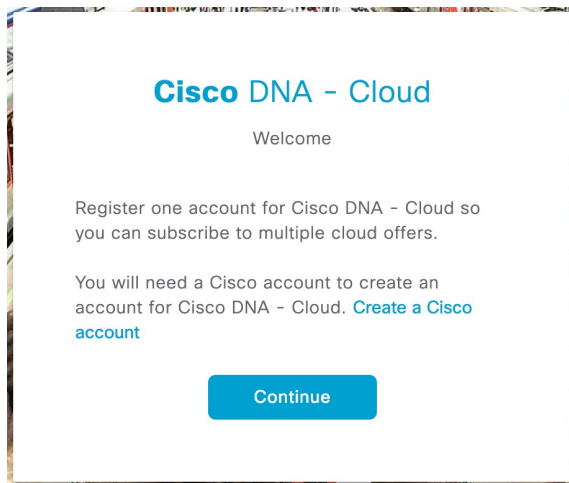 Cisco DNA - Cloud
Welcome
Register one account for Cisco DNA - Cloud so
you can subscribe to multiple cloud offers.
You will need a Cisco account to create an
account for Cisco DNA - Cloud. Create a Cisco
account
Continue